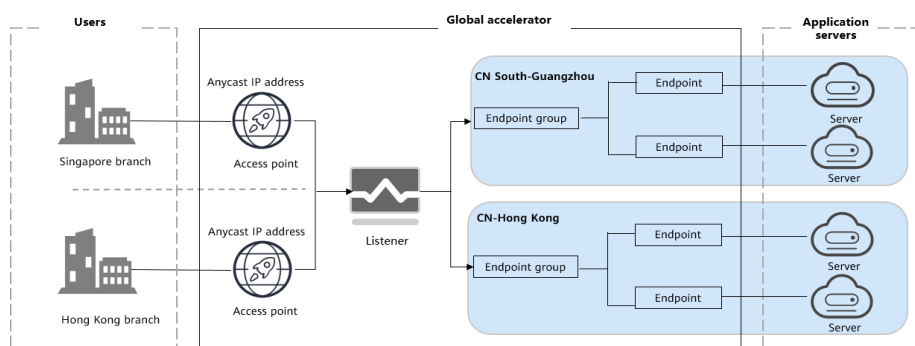 Users
Global accelerator
Application
servers
Anycast IP address
Singapore branch
Access point
Anycast IP address
Hong Kong branch
Access point
Listener
CN South-Guangzhou
Endpoint group
Endpoint
Endpoint
Server
Server
CN-Hong Kong
Endpoint group
Endpoint
Endpoint
Server
Server